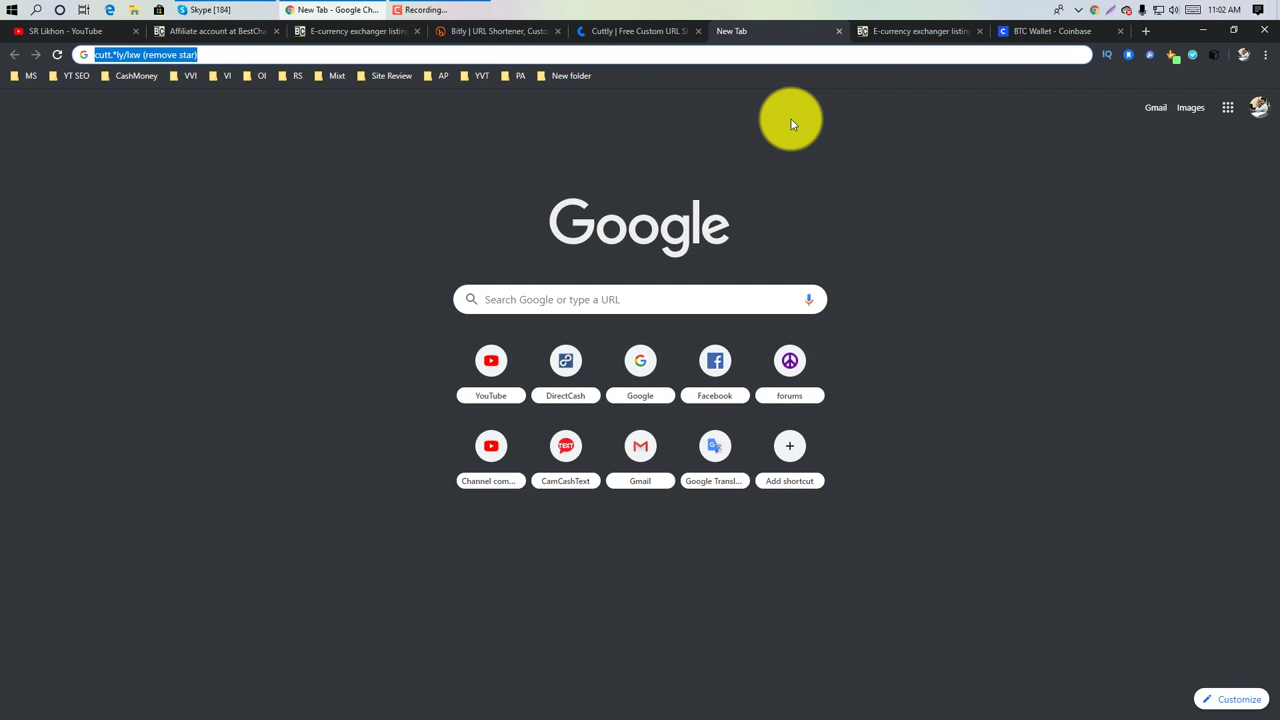 Skype [184]
New Tab - Google Ch...
Recording...
11:02 AM
SR Likhon - YouTube
Affiliate account at BestCha
E-currency exchanger listing
Bitly | URL Shortener, Custo
Cuttly | Free Custom URL Sh
New Tab
E-currency exchanger listing
BTC Wallet - Coinbase
cutt.*ly/lxw (remove star)
MS
YT SEO
CashMoney
VVI
VI
OI
RS
Mixt
Site Review
AP
YVT
PA
New folder
Gmail
Images
Google
Search Google or type a URL
YouTube
DirectCash
Google
Facebook
forums
TEXT
Channel com...
CamCashText
Gmail
Google Transl...
Add shortcut
Customize